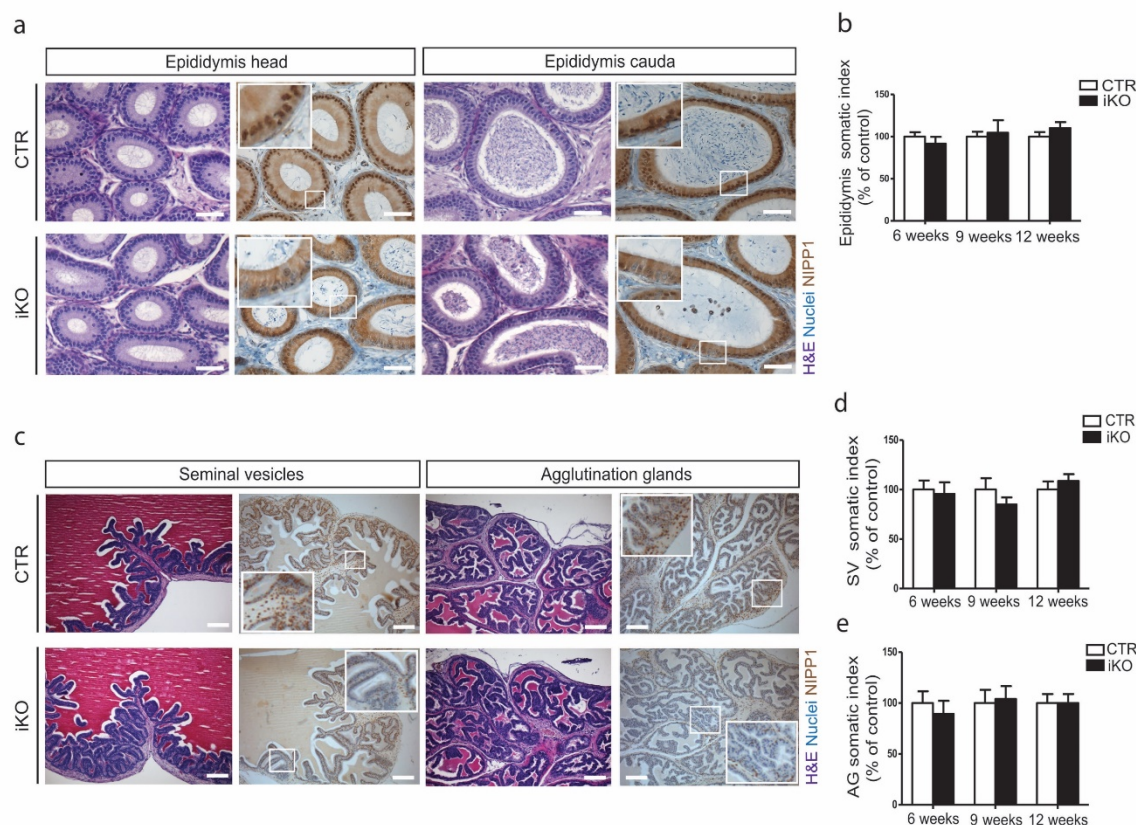 a
Epididymis head
Epididymis cauda
CTR
iKO
H&E Nuclei NIPP1
b
Epididymis somatic index
(% of control)
150
100
50
0
6 weeks
9 weeks
12 weeks
CTR
iKO
c
Seminal vesicles
Agglutination glands
CTR
iKO
H&E Nuclei NIPP1
d
SV somatic index
(% of control)
150
100
50
0
6 weeks
9 weeks
12 weeks
CTR
iKO
e
AG somatic index
(% of control)
150
100
50
0
6 weeks
9 weeks
12 weeks
CTR
iKO